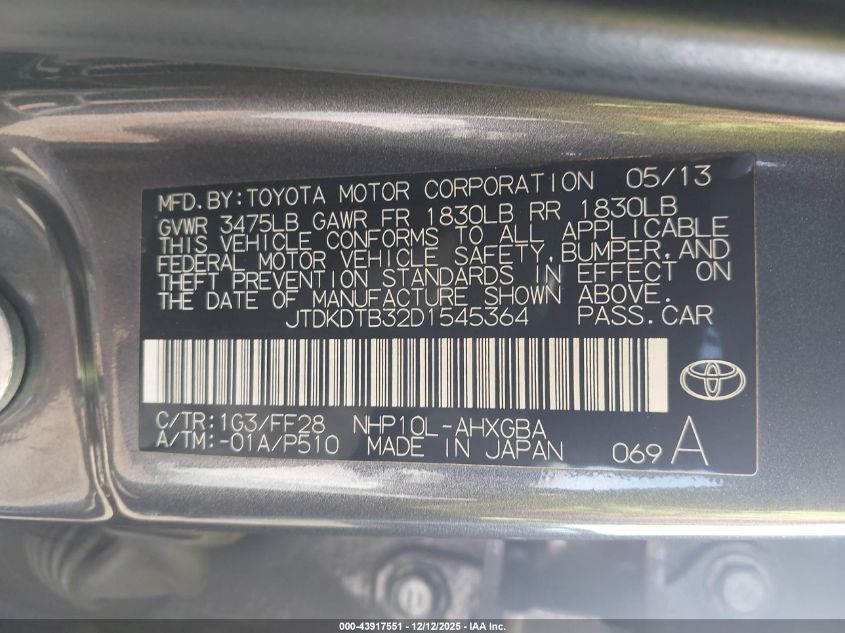 MFD.BY:TOYOTA MOTOR CORPORATION 05/13
GVWR 3475LB GAWR FR 1830LB RR 1830LB
THIS VEHICLE CONFORMS TO ALL APPLICABLE
FEDERAL MOTOR VEHICLE SAFETY,BUMPER,AND
THEFT PREVENTION STANDARDS IN EFFECT ON
THE DATE OF MANUFACTURE SHOWN ABOVE.
JTDKDTB32D1545364 PASS.CAR
C/TR:1G3/FF28 NHP10L-AHXGBA
A/TM:-01A/P510 MADE IN JAPAN 069 A
000-43917551 - 12/12/2025 - IAA Inc.